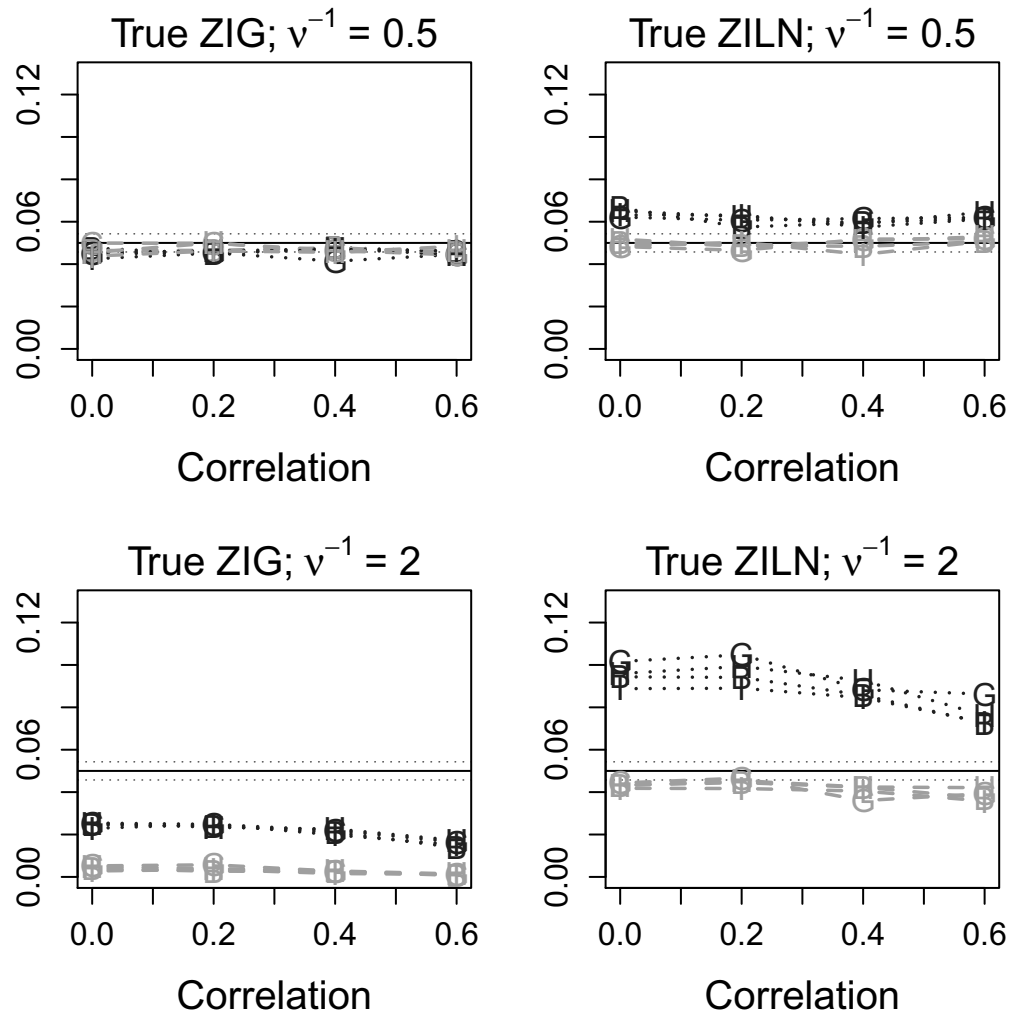 True ZIG; ν⁻¹ = 0.5
0.12
0.06
0.00
0.0 0.2 0.4 0.6
Correlation
True ZILN; ν⁻¹ = 0.5
0.12
0.06
0.00
0.0 0.2 0.4 0.6
Correlation
True ZIG; ν⁻¹ = 2
0.12
0.06
0.00
0.0 0.2 0.4 0.6
Correlation
True ZILN; ν⁻¹ = 2
0.12
0.06
0.00
G G G G
0.0 0.2 0.4 0.6
Correlation